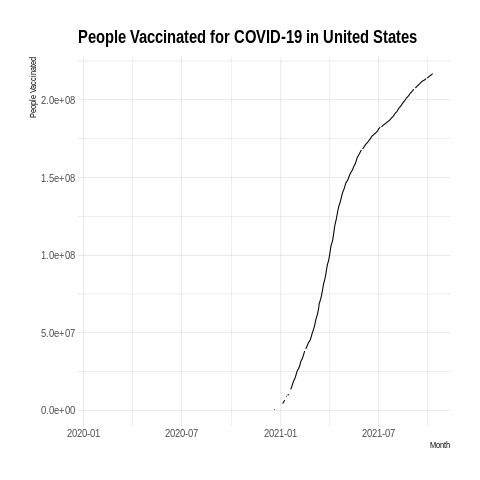 People Vaccinated for COVID-19 in United States
People Vaccinated
2.0e+08
1.5e+08
1.0e+08
5.0e+07
0.0e+00
2020-01 2020-07 2021-01 2021-07
Month